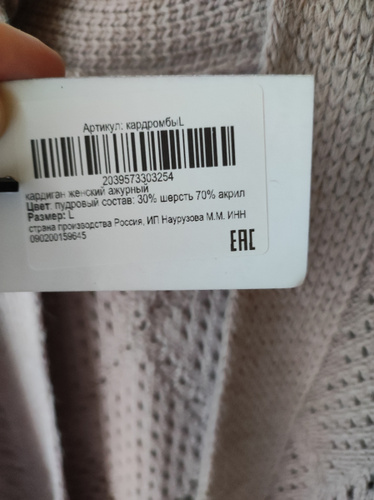 Артикул: кардромбыL
2039573303254
кардиган женский ажурный
Цвет: пудровый состав: 30% шерсть 70% акрил
Размер: L
страна производства Россия, ИП Наурузова М.М. ИНН
090200159645
EAC